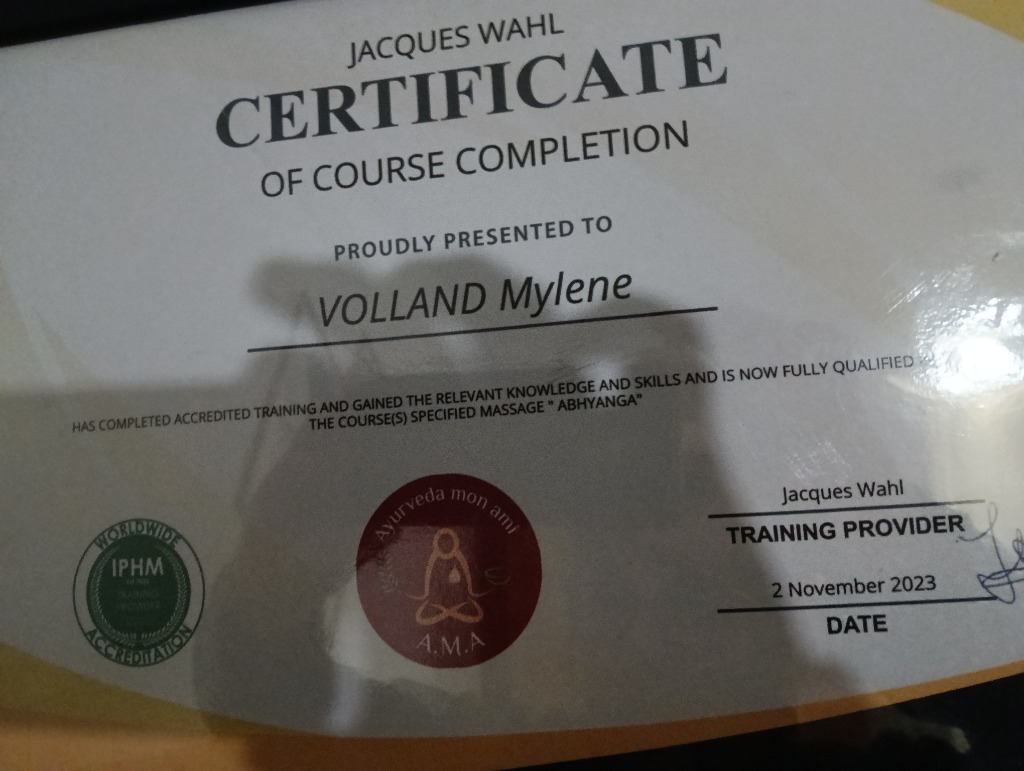 JACQUES WAHL
CERTIFICATE
OF COURSE COMPLETION
PROUDLY PRESENTED TO
VOLLAND Mylene
HAS COMPLETED ACCREDITED TRAINING AND GAINED THE RELEVANT KNOWLEDGE AND SKILLS AND IS NOW FULLY QUALIFIED
THE COURSE(S) SPECIFIED MASSAGE " ABHYANGA"
WORLDWIDE
IPHM
TRAINING
PROVIDER
ACCREDITATION
Ayurveda mon ami
A.M.A
Jacques Wahl
TRAINING PROVIDER
2 November 2023
DATE